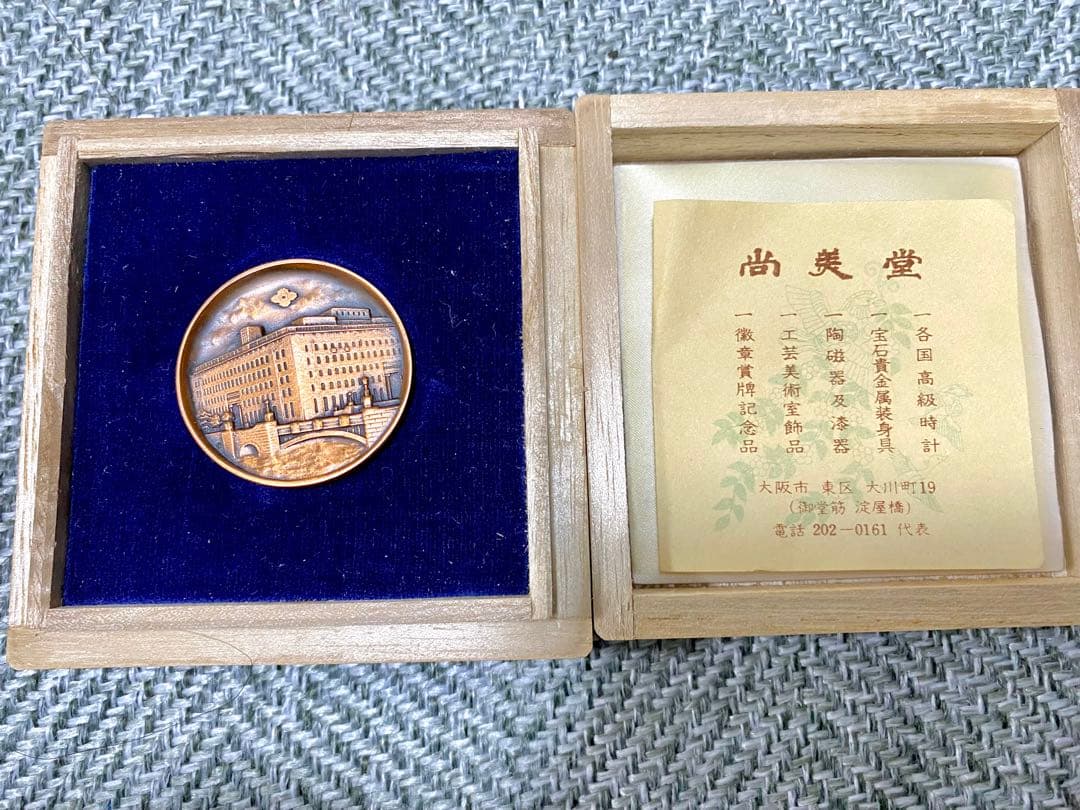 尚美堂
一各国高級時計
一宝石貴金属装身具
一陶磁器及漆器
一工芸美術室飾品
一徽章賞牌記念品
大阪市 東区 大川町19
(御堂筋 淀屋橋)
電話 202-0161 代表